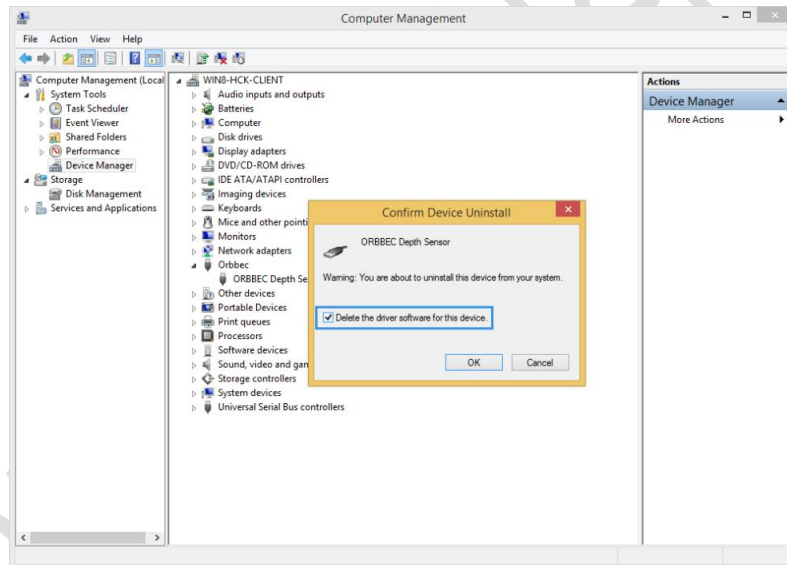 Computer Management
File Action View Help
Computer Management (Local
System Tools
Task Scheduler
Event Viewer
Shared Folders
Performance
Device Manager
Storage
Disk Management
Services and Applications
WIN8-HCK-CLIENT
Audio inputs and outputs
Batteries
Computer
Disk drives
Display adapters
DVD/CD-ROM drives
IDE ATA/ATAPI controllers
Imaging devices
Keyboards
Mice and other pointi
Monitors
Network adapters
Orbbec
ORBBEC Depth Se
Other devices
Portable Devices
Print queues
Processors
Software devices
Sound, video and gam
Storage controllers
System devices
Universal Serial Bus controllers
Confirm Device Uninstall
ORBBEC Depth Sensor
Warning: You are about to uninstall this device from your system.
Delete the driver software for this device.
OK Cancel
Actions
Device Manager
More Actions